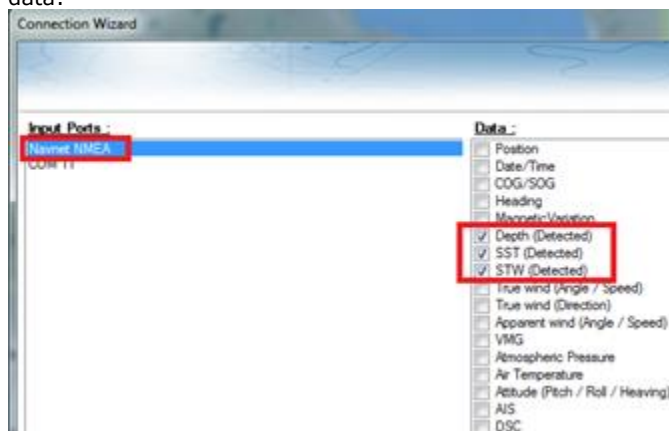 data:
Connection Wizard
Input Ports :
Navnet NMEA
COM 11
Data :
Position
Date/Time
COG/SOG
Heading
Magnetic Variation
Depth (Detected)
SST (Detected)
STW (Detected)
True wind (Angle / Speed)
True wind (Direction)
Apparent wind (Angle / Speed)
VMG
Atmospheric Pressure
Air Temperature
Attitude (Pitch / Roll / Heaving)
AIS
DSC